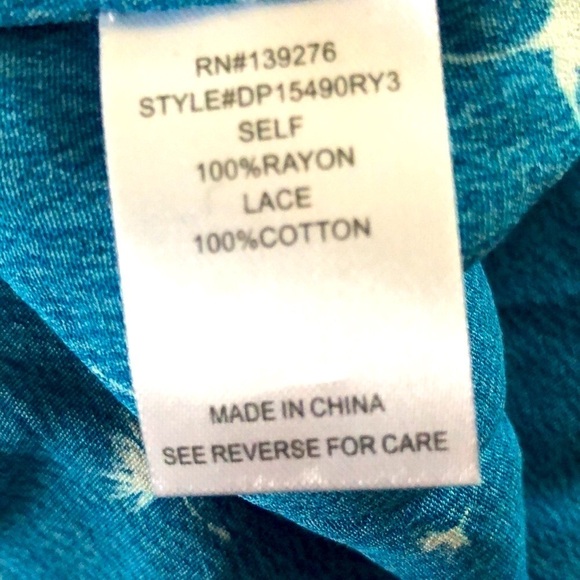 RN#139276
STYLE#DP15490RY3
SELF
100%RAYON
LACE
100%COTTON
MADE IN CHINA
SEE REVERSE FOR CARE